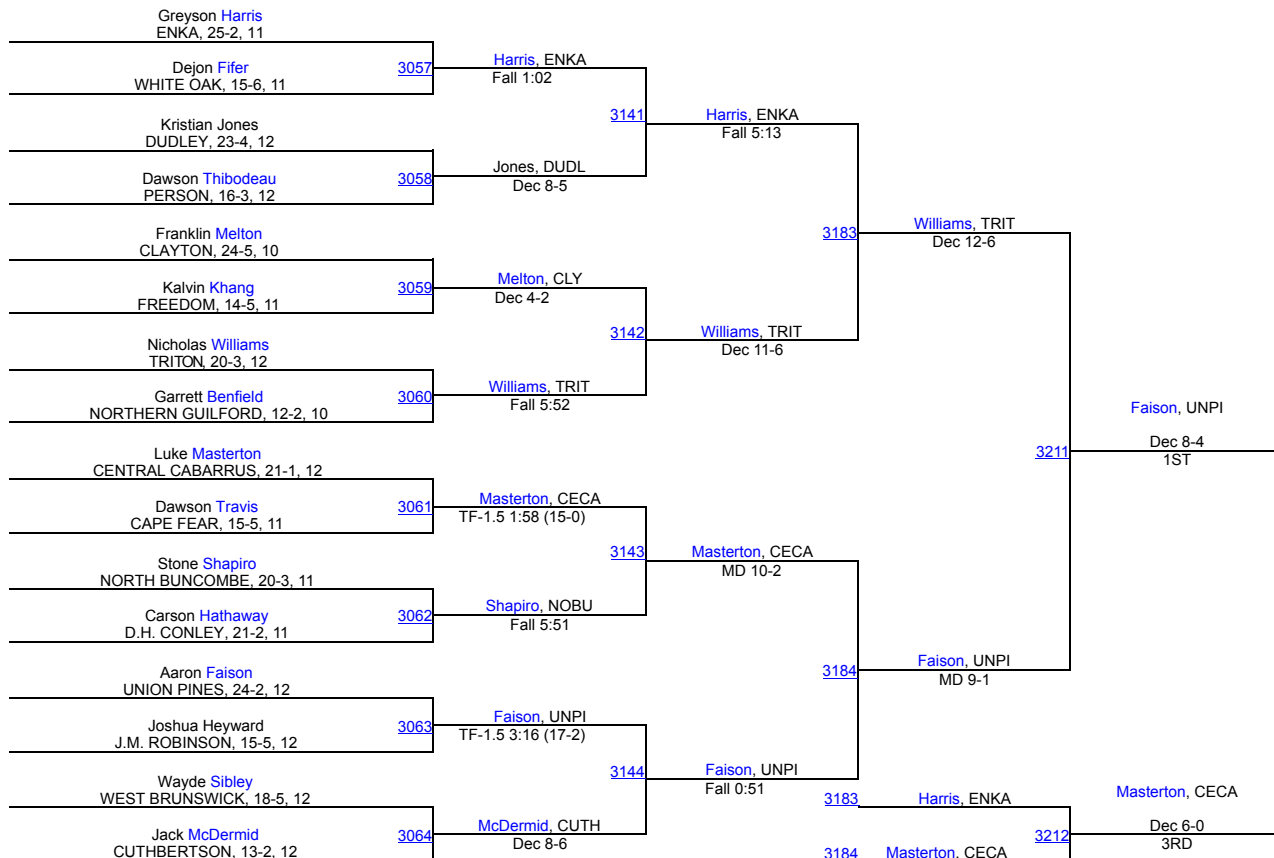 Greyson Harris
ENKA, 25-2, 11
Dejon Fifer
WHITE OAK, 15-6, 11
Kristian Jones
DUDLEY, 23-4, 12
Dawson Thibodeau
PERSON, 16-3, 12
Franklin Melton
CLAYTON, 24-5, 10
Kalvin Khang
FREEDOM, 14-5, 11
Nicholas Williams
TRITON, 20-3, 12
Garrett Benfield
NORTHERN GUILFORD, 12-2, 10
Luke Masterton
CENTRAL CABARRUS, 21-1, 12
Dawson Travis
CAPE FEAR, 15-5, 11
Stone Shapiro
NORTH BUNCOMBE, 20-3, 11
Carson Hathaway
D.H. CONLEY, 21-2, 11
Aaron Faison
UNION PINES, 24-2, 12
Joshua Heyward
J.M. ROBINSON, 15-5, 12
Wayde Sibley
WEST BRUNSWICK, 18-5, 12
Jack McDermid
CUTHBERTSON, 13-2, 12
3057
3058
3059
3060
3061
3062
3063
3064
Harris, ENKA
Fall 1:02
Jones, DUDL
Dec 8-5
Melton, CLY
Dec 4-2
Williams, TRIT
Fall 5:52
Masterton, CECA
TF-1.5 1:58 (15-0)
Shapiro, NOBU
Fall 5:51
Faison, UNPI
TF-1.5 3:16 (17-2)
McDermid, CUTH
Dec 8-6
3141
3142
3143
3144
Harris, ENKA
Fall 5:13
Williams, TRIT
Dec 11-6
Masterton, CECA
MD 10-2
Faison, UNPI
Fall 0:51
3183
3184
Williams, TRIT
Dec 12-6
Faison, UNPI
MD 9-1
3211
Faison, UNPI
Dec 8-4
1ST
3183
Harris, ENKA
3184
Masterton, CECA
3212
Masterton, CECA
Dec 6-0
3RD